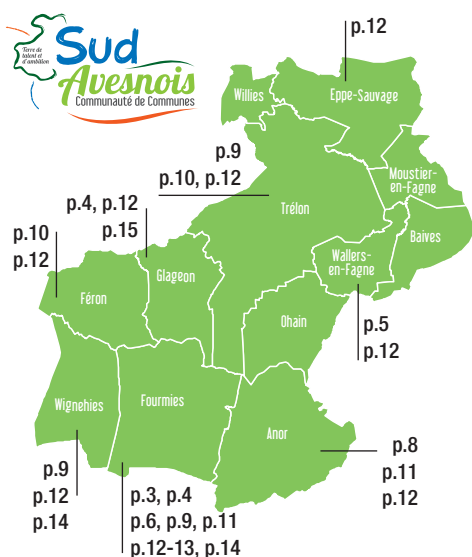 Terre de
talent et
d'ambition
Sud
Avesnois
Communauté de Communes
p.12
Willies
Eppe-Sauvage
p.9
p.10, p.12
Moustier-
en-Fagne
Trélon
p.4, p.12
p.15
Baives
p.10
p.12
Wallers-
en-Fagne
Glageon
Féron
Ohain
p.5
p.12
Wignehies
Fourmies
Anor
p.8
p.11
p.12
p.9
p.12
p.14
p.3, p.4
p.6, p.9, p.11
p.12-13, p.14